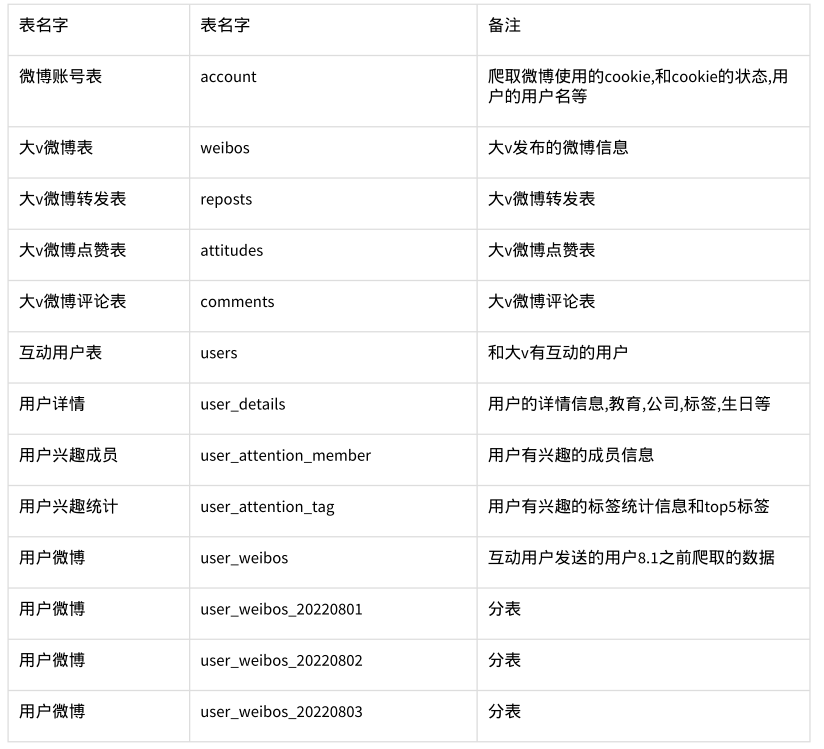 表名字 表名字 备注
微博账号表 account 爬取微博使用的cookie,和cookie的状态,用
户的用户名等
大v微博表 weibos 大v发布的微博信息
大v微博转发表 reposts 大v微博转发表
大v微博点赞表 attitudes 大v微博点赞表
大v微博评论表 comments 大v微博评论表
互动用户表 users 和大v有互动的用户
用户详情 user_details 用户的详情信息,教育,公司,标签,生日等
用户兴趣成员 user_attention_member 用户有兴趣的成员信息
用户兴趣统计 user_attention_tag 用户有兴趣的标签统计信息和top5标签
用户微博 user_weibos 互动用户发送的用户8.1之前爬取的数据
用户微博 user_weibos_20220801 分表
用户微博 user_weibos_20220802 分表
用户微博 user_weibos_20220803 分表